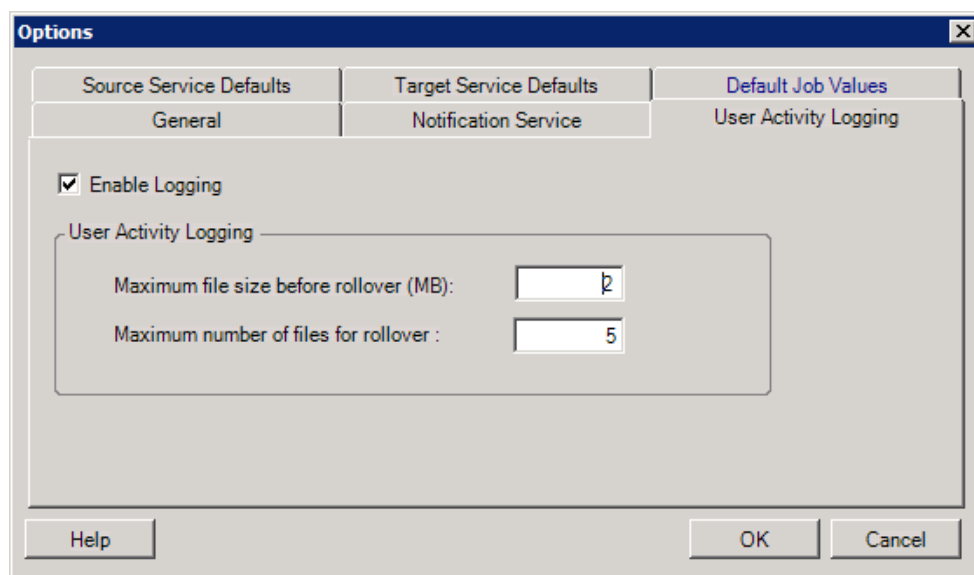 Options
Source Service Defaults
Target Service Defaults
Default Job Values
General
Notification Service
User Activity Logging
Enable Logging
User Activity Logging
Maximum file size before rollover (MB):
2
Maximum number of files for rollover :
5
Help
OK
Cancel